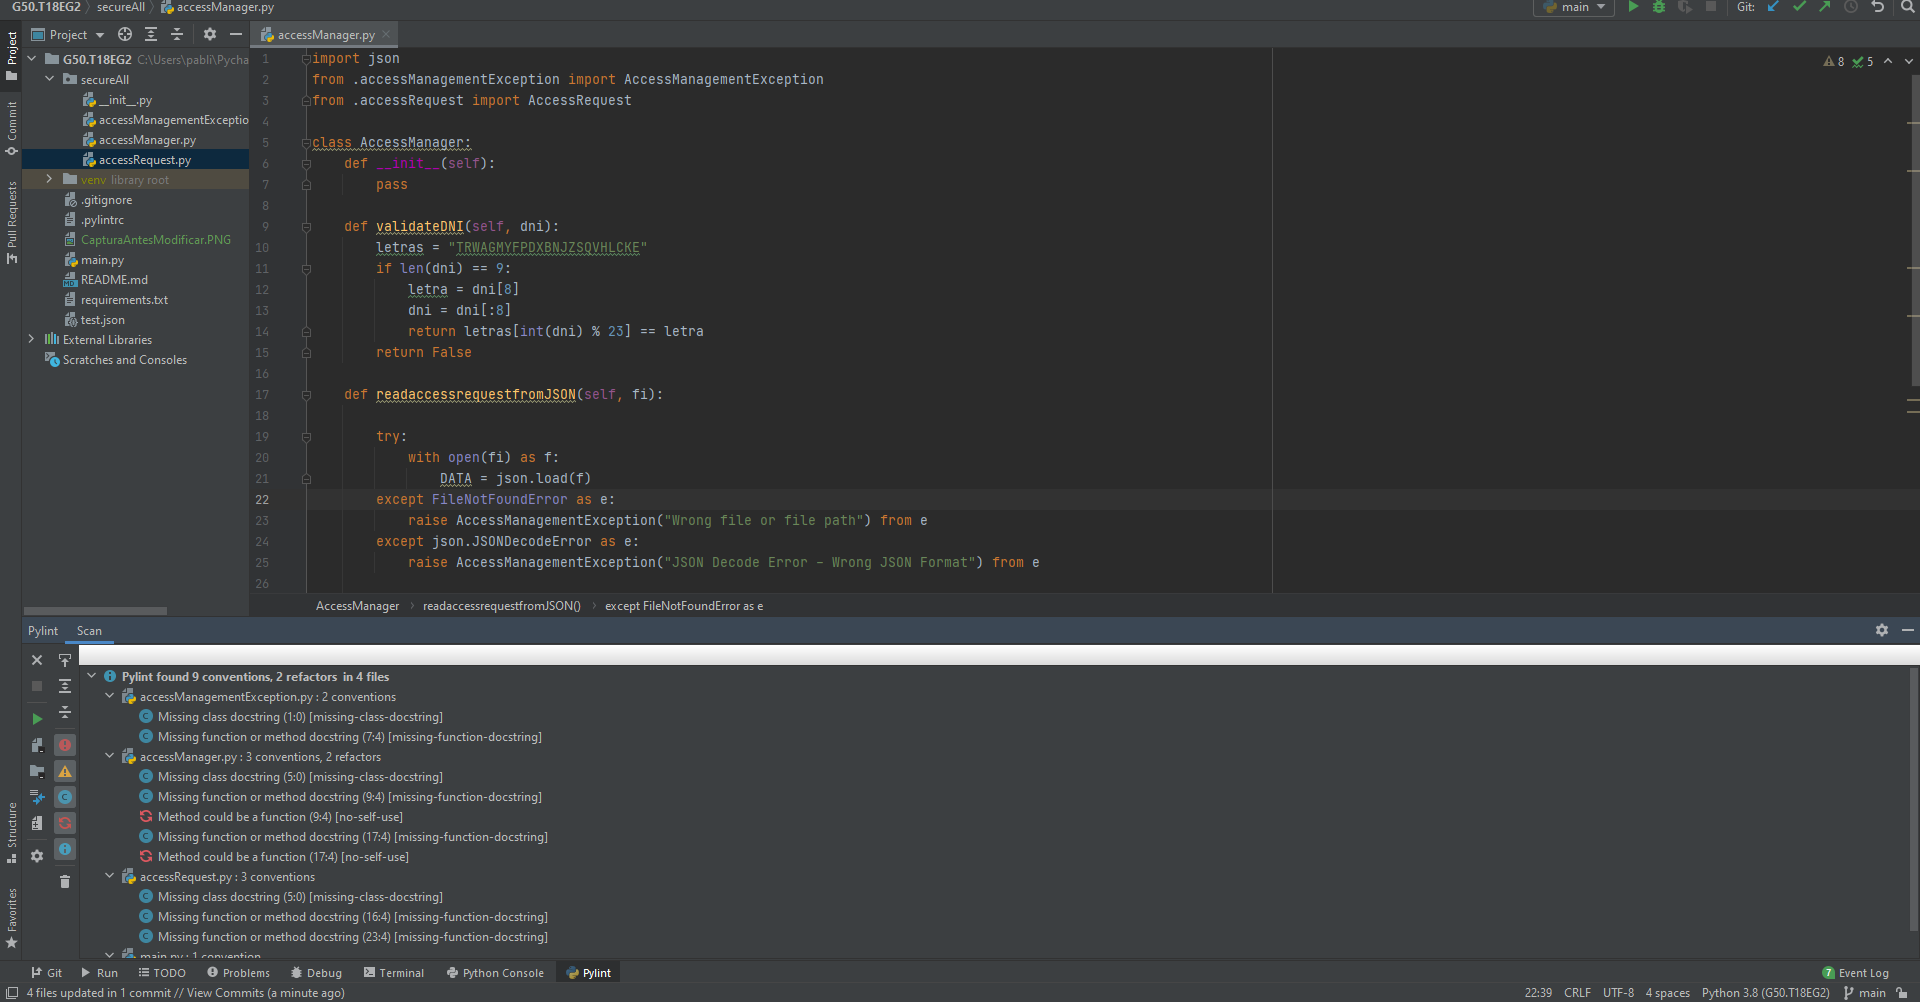 G50.T18EG2 secureAll accessManager.py main Git:
Project accessManager.py
Project
Commit
Pull Requests
Structure
Favorites
G50.T18EG2 C:\Users\pabli\Pycha
secureAll
__init__.py
accessManagementExceptio
accessManager.py
accessRequest.py
venv library root
.gitignore
.pylintrc
CapturaAntesModificar.PNG
main.py
README.md
requirements.txt
test.json
External Libraries
Scratches and Consoles
8 5
1 import json
2 from .accessManagementException import AccessManagementException
3 from .accessRequest import AccessRequest
4
5 class AccessManager:
6 def __init__(self):
7 pass
8
9 def validateDNI(self, dni):
10 letras = "TRWAGMYFPDXBNJZSQVHLCKE"
11 if len(dni) == 9:
12 letra = dni[8]
13 dni = dni[:8]
14 return letras[int(dni) % 23] == letra
15 return False
16
17 def readaccessrequestfromJSON(self, fi):
18
19 try:
20 with open(fi) as f:
21 DATA = json.load(f)
22 except FileNotFoundError as e:
23 raise AccessManagementException("Wrong file or file path") from e
24 except json.JSONDecodeError as e:
25 raise AccessManagementException("JSON Decode Error - Wrong JSON Format") from e
26
AccessManager readaccessrequestfromJSON() except FileNotFoundError as e
Pylint Scan
Pylint found 9 conventions, 2 refactors in 4 files
accessManagementException.py : 2 conventions
Missing class docstring (1:0) [missing-class-docstring]
Missing function or method docstring (7:4) [missing-function-docstring]
accessManager.py : 3 conventions, 2 refactors
Missing class docstring (5:0) [missing-class-docstring]
Missing function or method docstring (9:4) [missing-function-docstring]
Method could be a function (9:4) [no-self-use]
Missing function or method docstring (17:4) [missing-function-docstring]
Method could be a function (17:4) [no-self-use]
accessRequest.py : 3 conventions
Missing class docstring (5:0) [missing-class-docstring]
Missing function or method docstring (16:4) [missing-function-docstring]
Missing function or method docstring (23:4) [missing-function-docstring]
main.py : 1 convention
Git Run TODO Problems Debug Terminal Python Console Pylint 7 Event Log
4 files updated in 1 commit // View Commits (a minute ago) 22:39 CRLF UTF-8 4 spaces Python 3.8 (G50.T18EG2) main